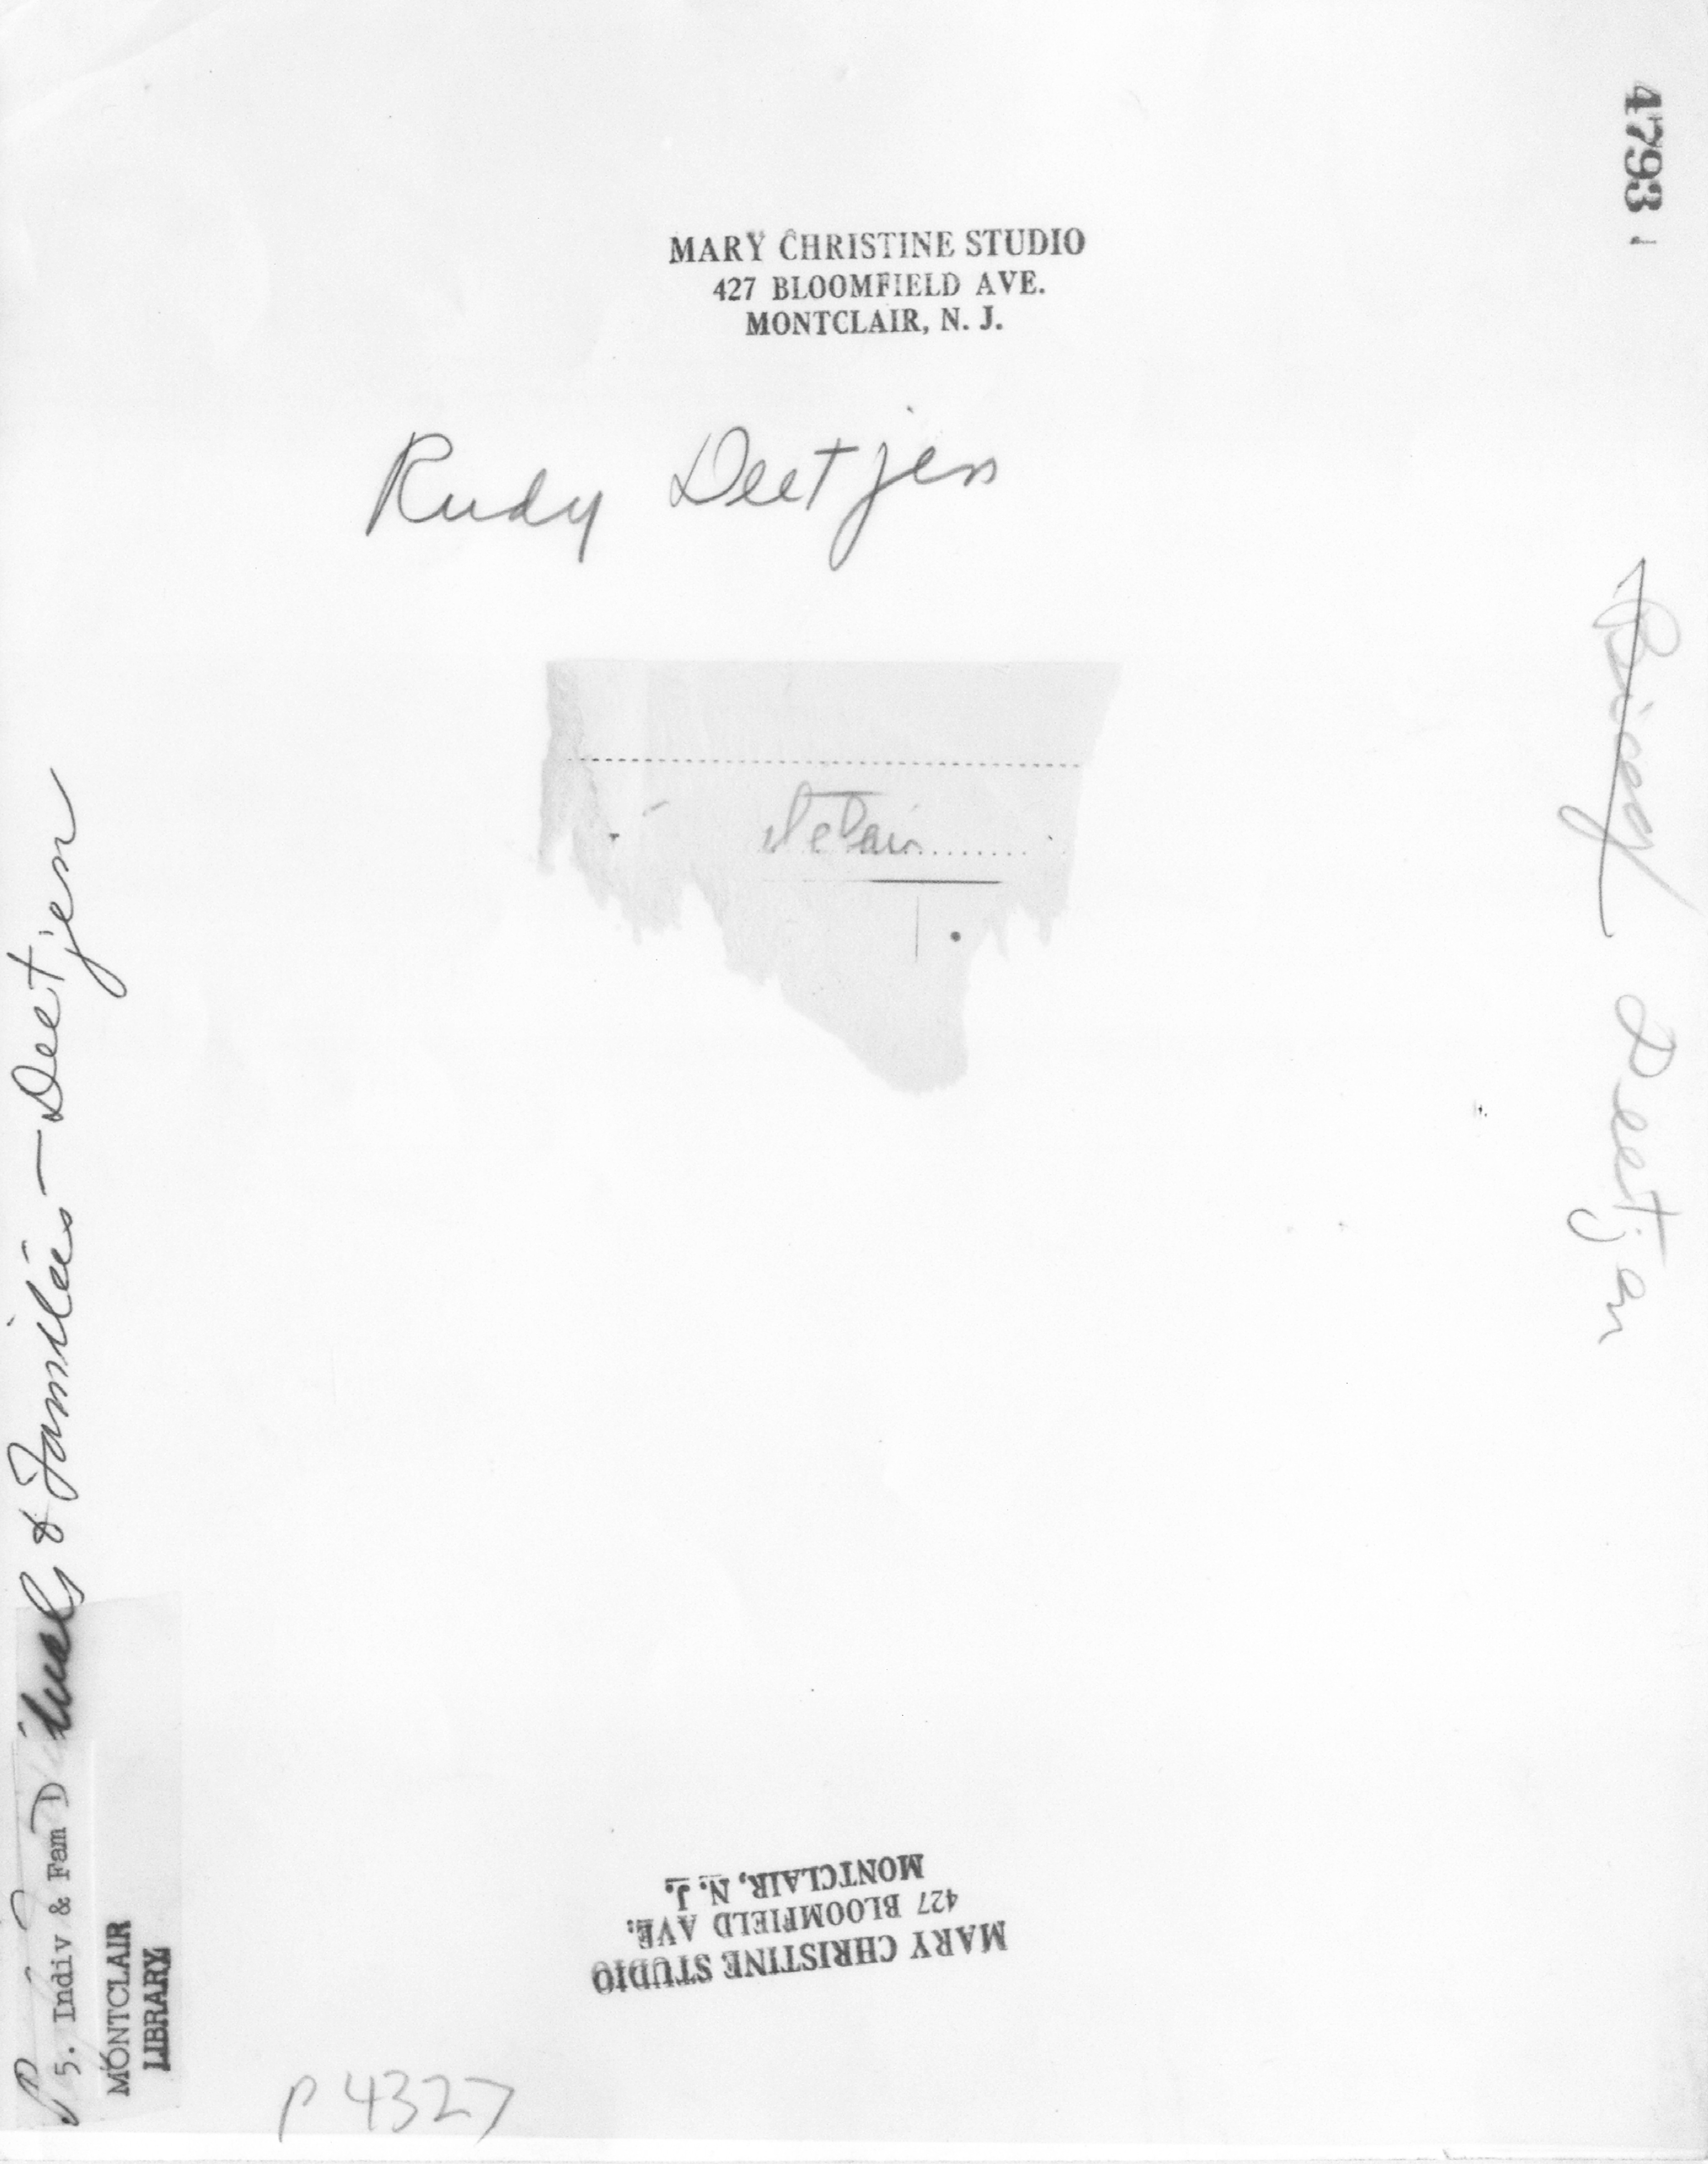 4793
MARY CHRISTINE STUDIO
427 BLOOMFIELD AVE.
MONTCLAIR, N. J.
Rudy Deetjen
Deetjen
& Families — Deetjen
5. Indiv & Fam D
MONTCLAIR
LIBRARY
MARY CHRISTINE STUDIO
427 BLOOMFIELD AVE.
MONTCLAIR, N. J.
P 4327